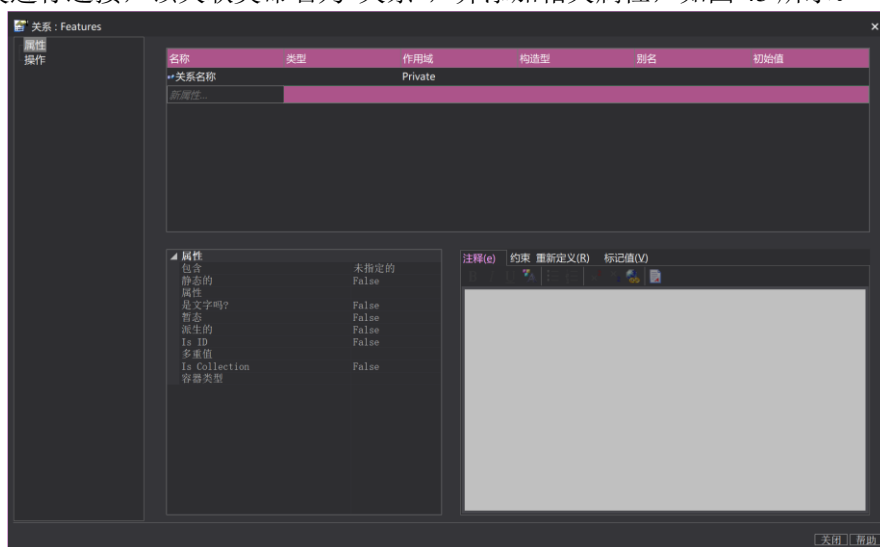 关系 : Features
属性
操作
名称 类型 作用域 构造型 别名 初始值
关系名称 Private
新属性...
属性
包含 未指定的
静态的 False
属性
是文字吗? False
暂态 False
派生的 False
Is ID False
多重值
Is Collection False
容器类型
注释(e) 约束 重新定义(R) 标记值(V)
关闭 帮助